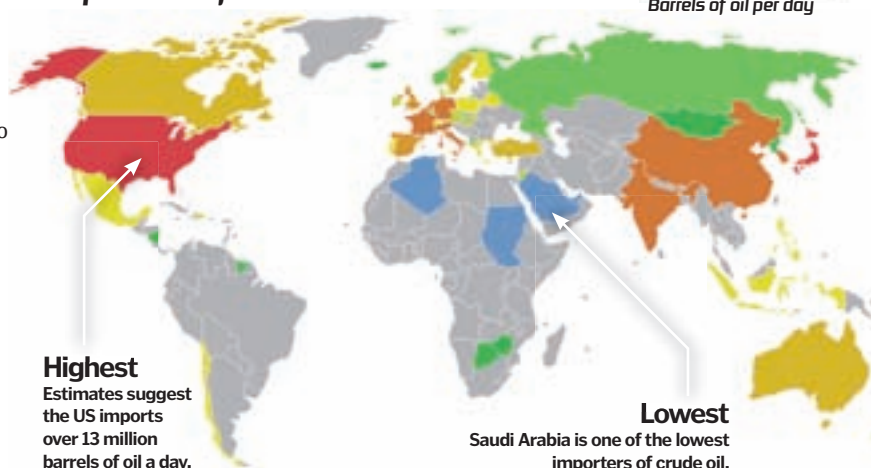 Barrels of oil per day
Highest
Estimates suggest
the US imports
over 13 million
barrels of oil a day.
Lowest
Saudi Arabia is one of the lowest
importers of crude oil.